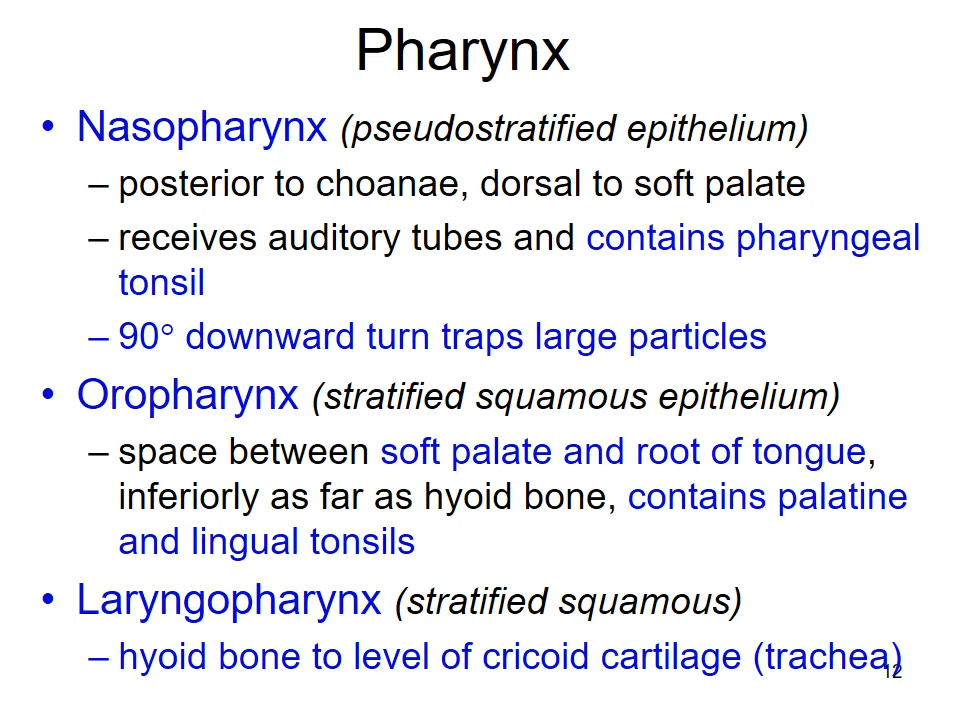 Pharynx
• Nasopharynx (pseudostratified epithelium)
– posterior to choanae, dorsal to soft palate
– receives auditory tubes and contains pharyngeal
tonsil
– 90° downward turn traps large particles
• Oropharynx (stratified squamous epithelium)
– space between soft palate and root of tongue,
inferiorly as far as hyoid bone, contains palatine
and lingual tonsils
• Laryngopharynx (stratified squamous)
– hyoid bone to level of cricoid cartilage (trachea)
12